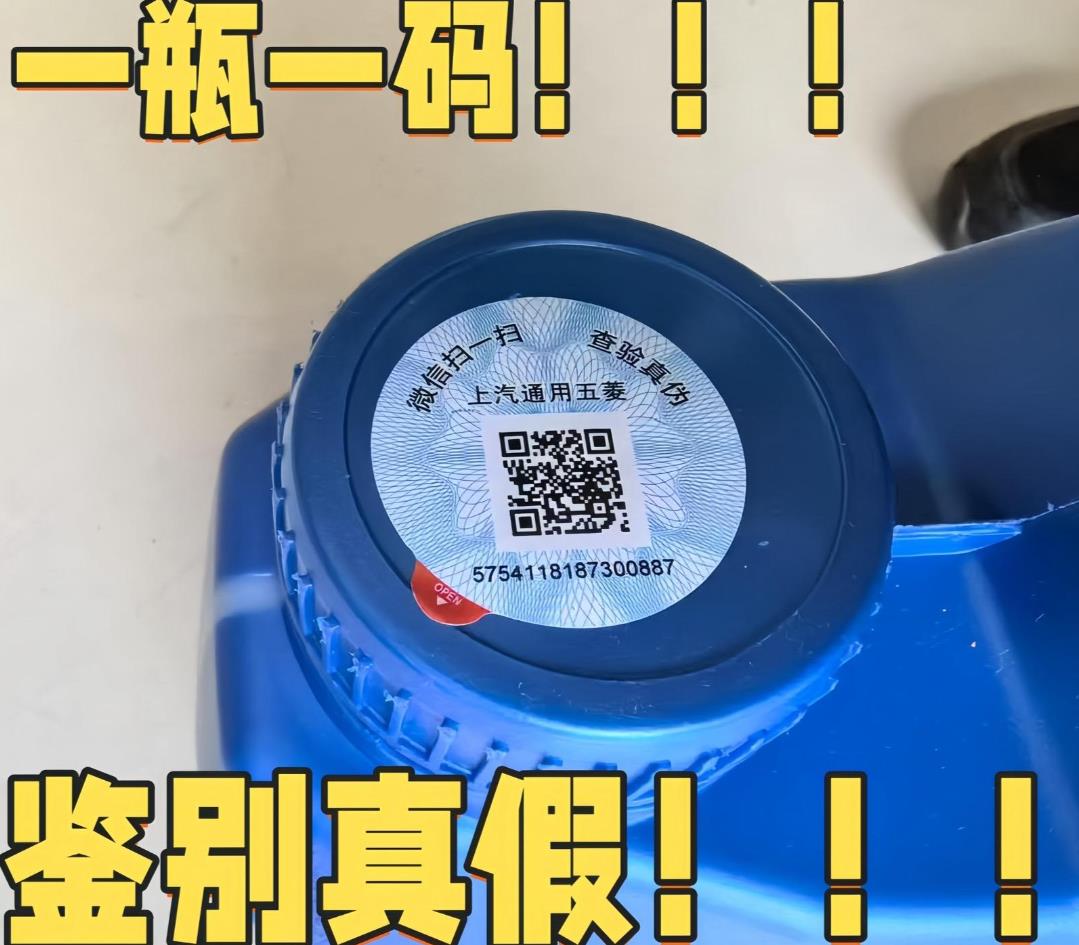 一瓶一码！！！
微信扫一扫 查验真伪
上汽通用五菱
5754118187300887
OPEN
鉴别真假！！！